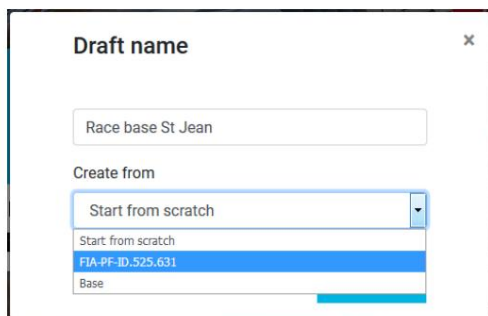 Draft name
×
Race base St Jean
Create from
Start from scratch
Start from scratch
FIA-PF-ID.525.631
Base